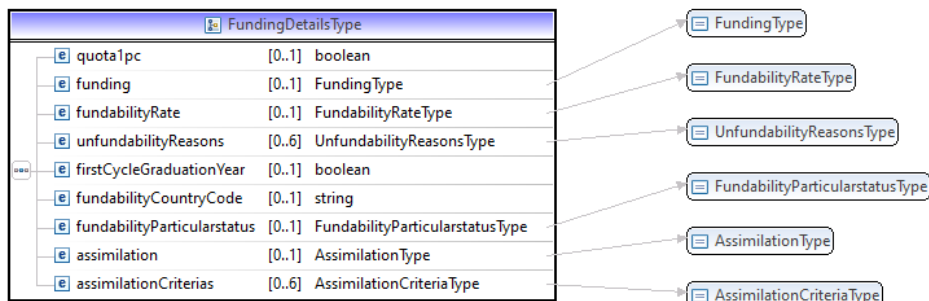 FundingDetailsType
quota1pc [0..1] boolean
funding [0..1] FundingType
fundabilityRate [0..1] FundabilityRateType
unfundabilityReasons [0..6] UnfundabilityReasonsType
firstCycleGraduationYear [0..1] boolean
fundabilityCountryCode [0..1] string
fundabilityParticularstatus [0..1] FundabilityParticularstatusType
assimilation [0..1] AssimilationType
assimilationCriterias [0..6] AssimilationCriteriaType
FundingType
FundabilityRateType
UnfundabilityReasonsType
FundabilityParticularstatusType
AssimilationType
AssimilationCriteriaType